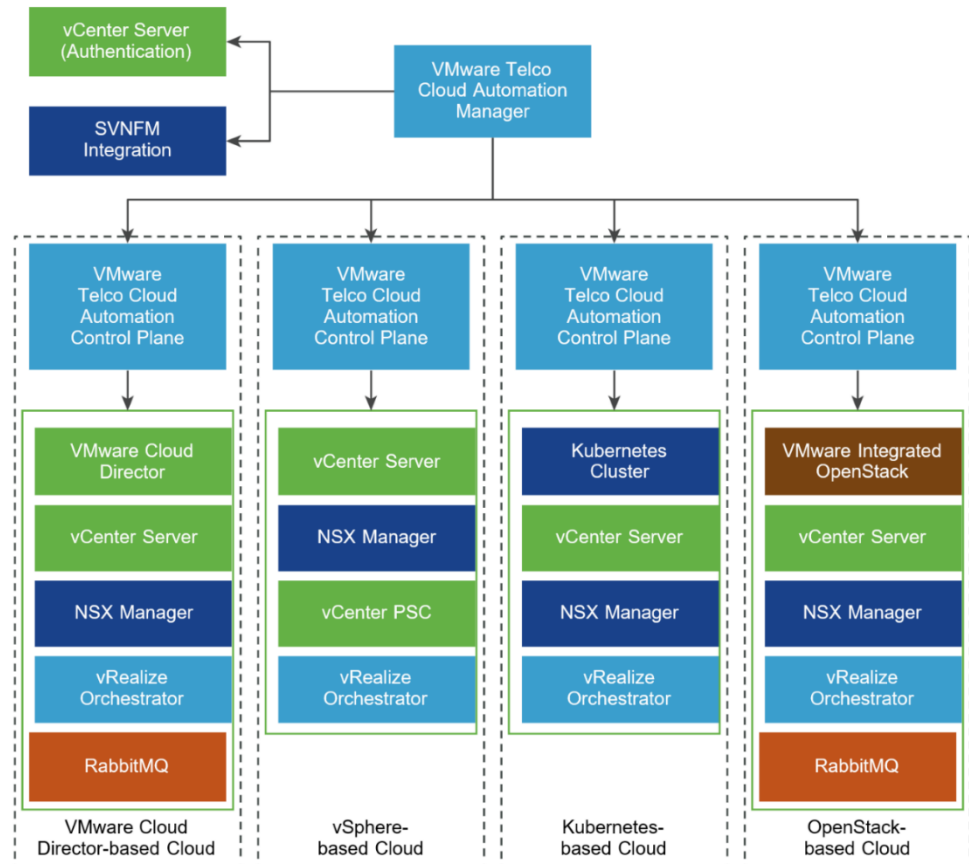 vCenter Server
(Authentication)
VMware Telco
Cloud Automation
Manager
SVNFM
Integration
VMware
Telco Cloud
Automation
Control Plane
VMware
Telco Cloud
Automation
Control Plane
VMware
Telco Cloud
Automation
Control Plane
VMware
Telco Cloud
Automation
Control Plane
VMware Cloud
Director
vCenter Server
NSX Manager
vRealize
Orchestrator
RabbitMQ
VMware Cloud
Director-based Cloud
vCenter Server
NSX Manager
vCenter PSC
vRealize
Orchestrator
vSphere-
based Cloud
Kubernetes
Cluster
vCenter Server
NSX Manager
vRealize
Orchestrator
Kubernetes-
based Cloud
VMware Integrated
OpenStack
vCenter Server
NSX Manager
vRealize
Orchestrator
RabbitMQ
OpenStack-
based Cloud